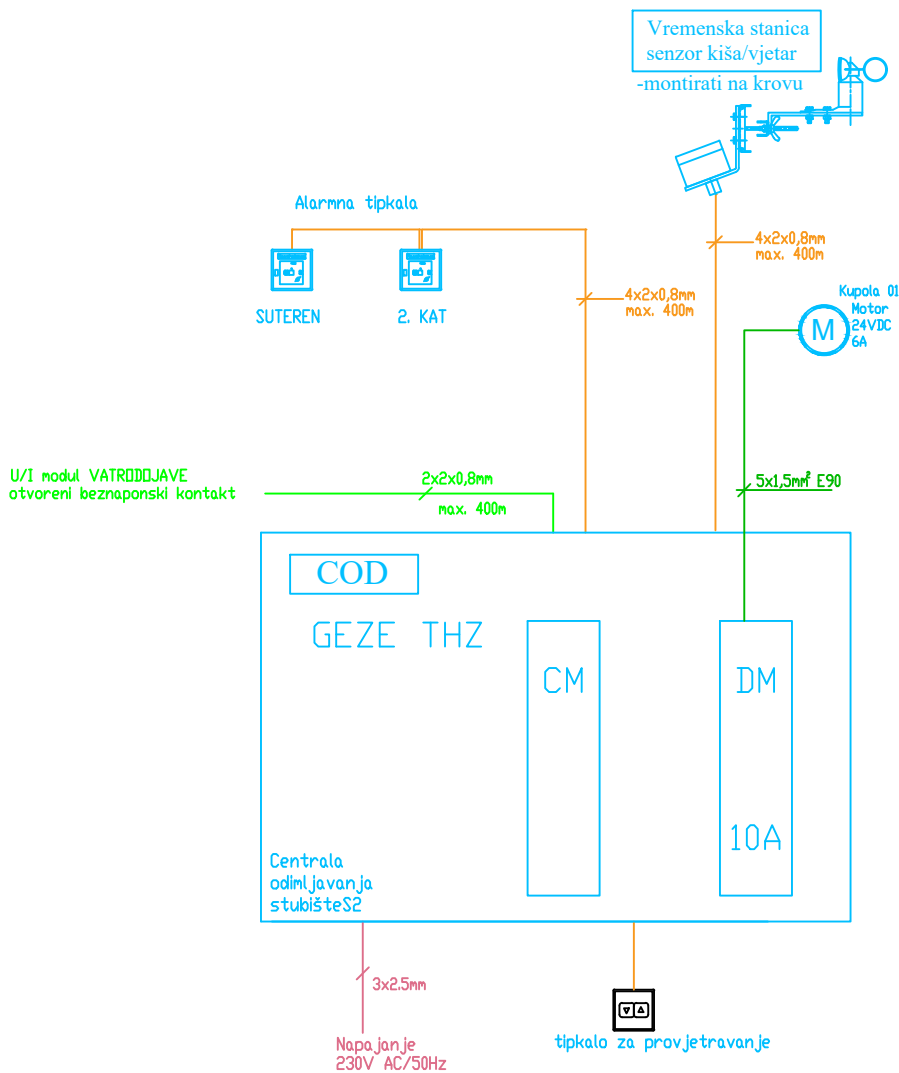 Vremenska stanica
senzor kiša/vjetar
-montirati na krovu
Alarmna tipkala
SUTEREN
2. KAT
4x2x0,8mm
max. 400m
4x2x0,8mm
max. 400m
Kupola 01
Motor
24VDC
6A
M
U/I modul VATRODOJAVE
otvoreni beznaponski kontakt
2x2x0,8mm
max. 400m
5x1,5mm² E90
COD
GEZE THZ
CM
DM
10A
Centrala
odimljavanja
stubišteS2
3x2.5mm
Napajanje
230V AC/50Hz
tipkalo za provjetravanje